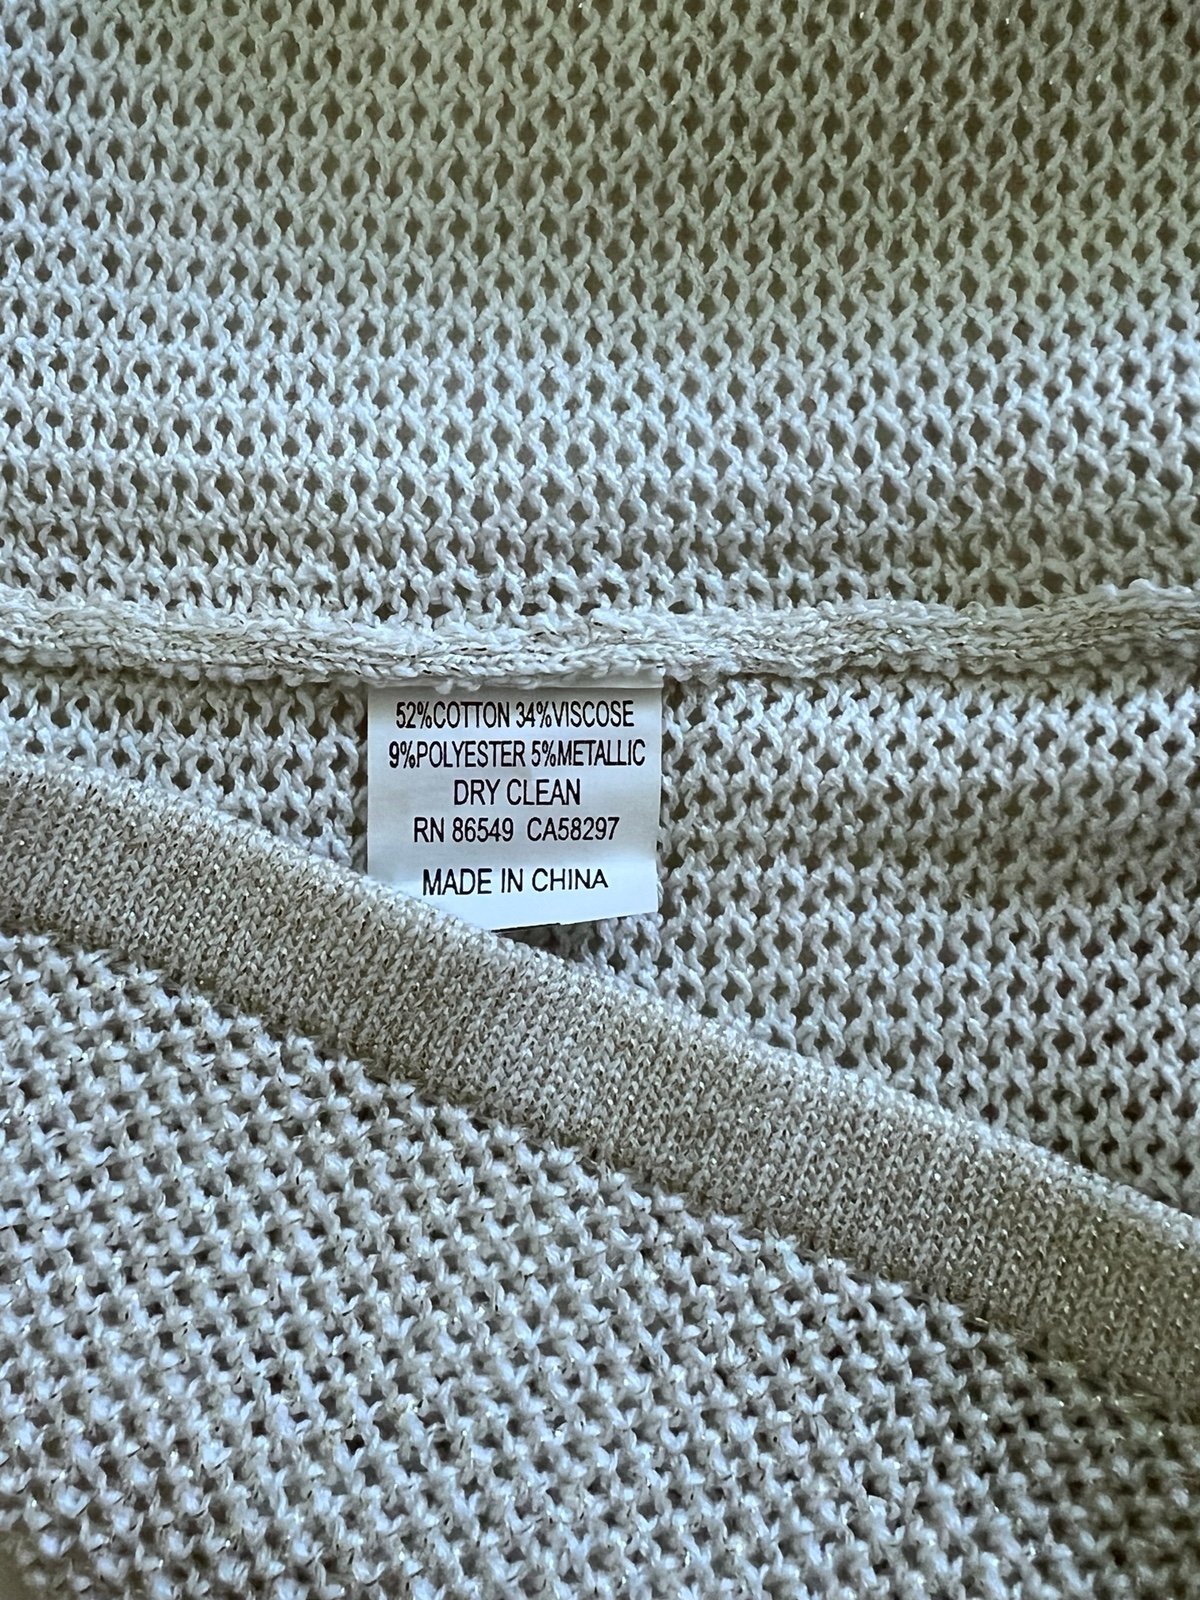 52%COTTON 34%VISCOSE
9%POLYESTER 5%METALLIC
DRY CLEAN
RN 86549 CA58297
MADE IN CHINA